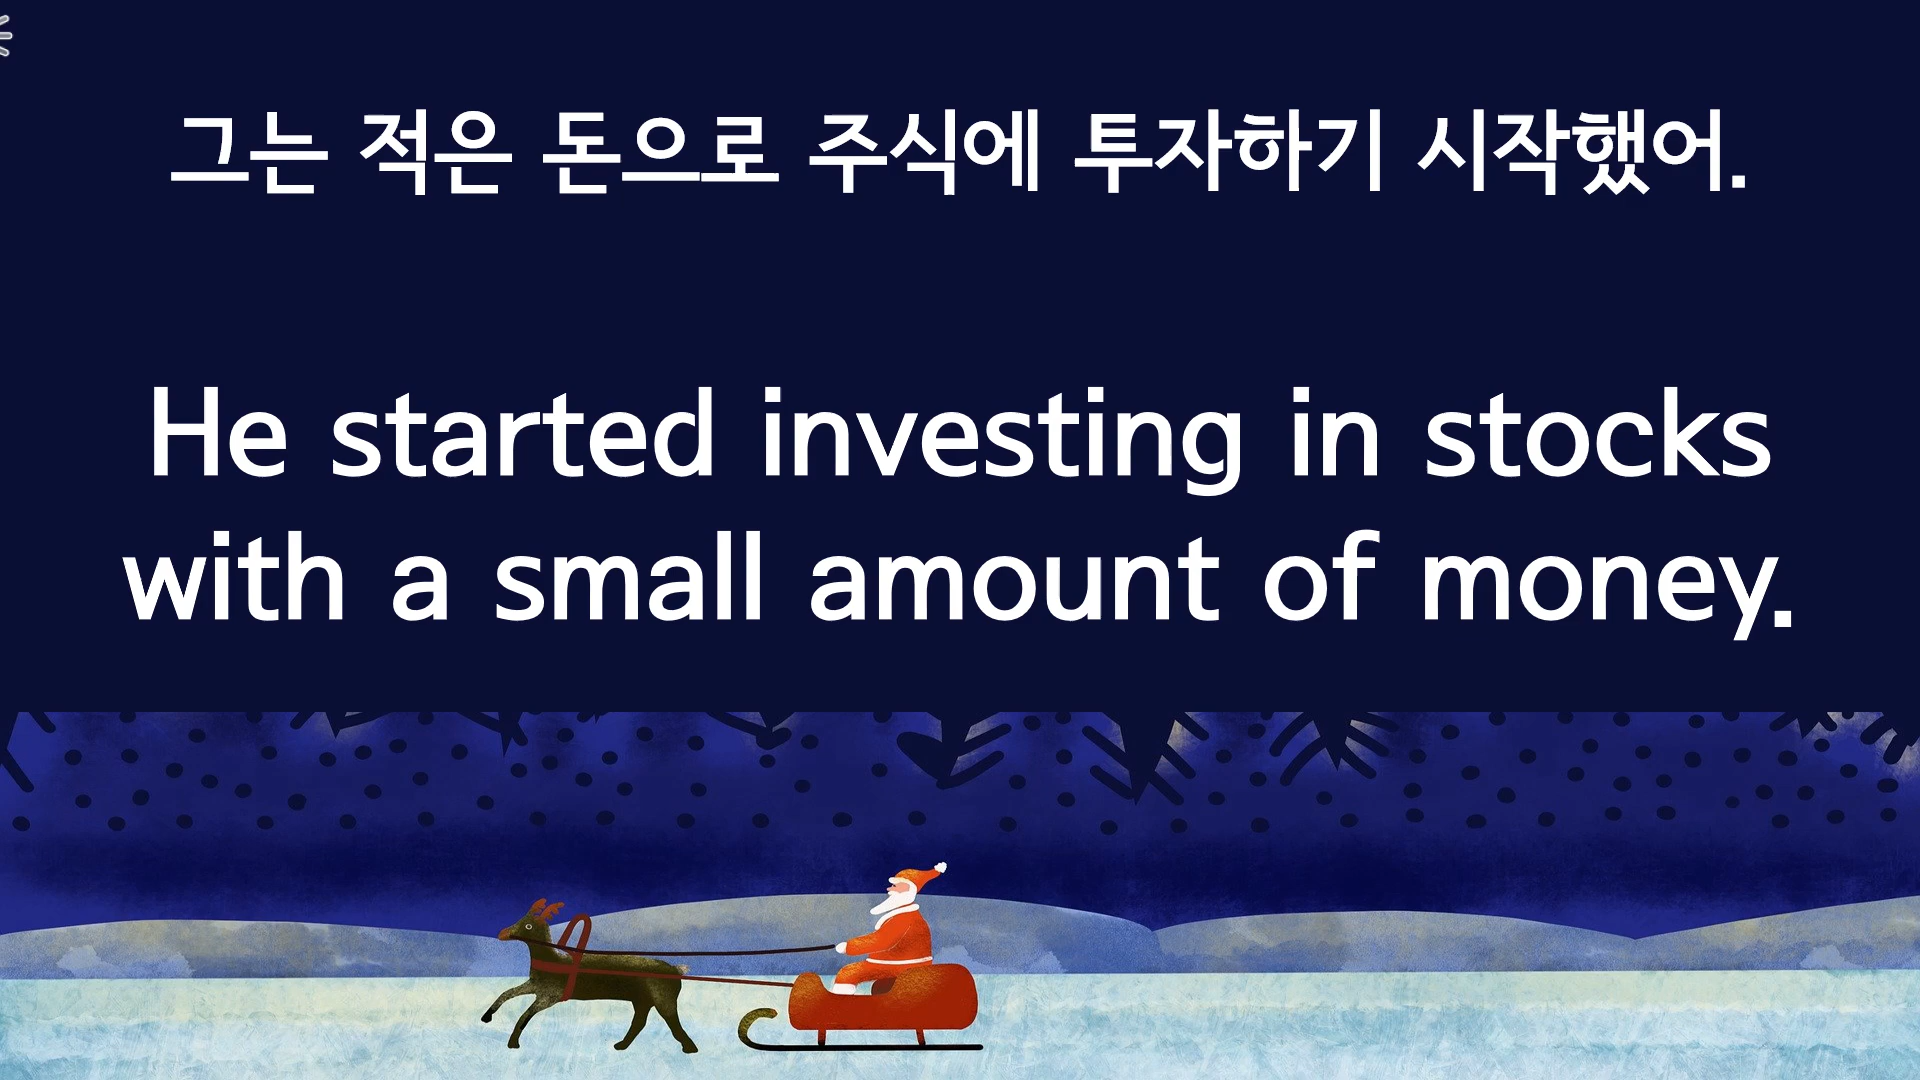 그는 적은 돈으로 주식에 투자하기 시작했어.
He started investing in stocks
with a small amount of money.